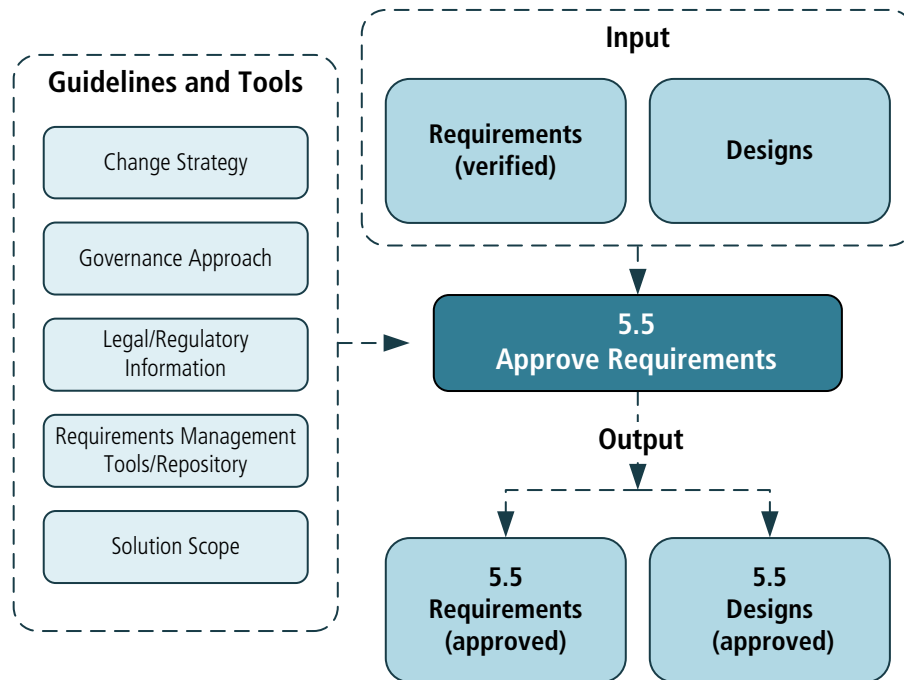 Guidelines and Tools
Change Strategy
Governance Approach
Legal/Regulatory
Information
Requirements Management
Tools/Repository
Solution Scope
Input
Requirements
(verified)
Designs
5.5
Approve Requirements
Output
5.5
Requirements
(approved)
5.5
Designs
(approved)